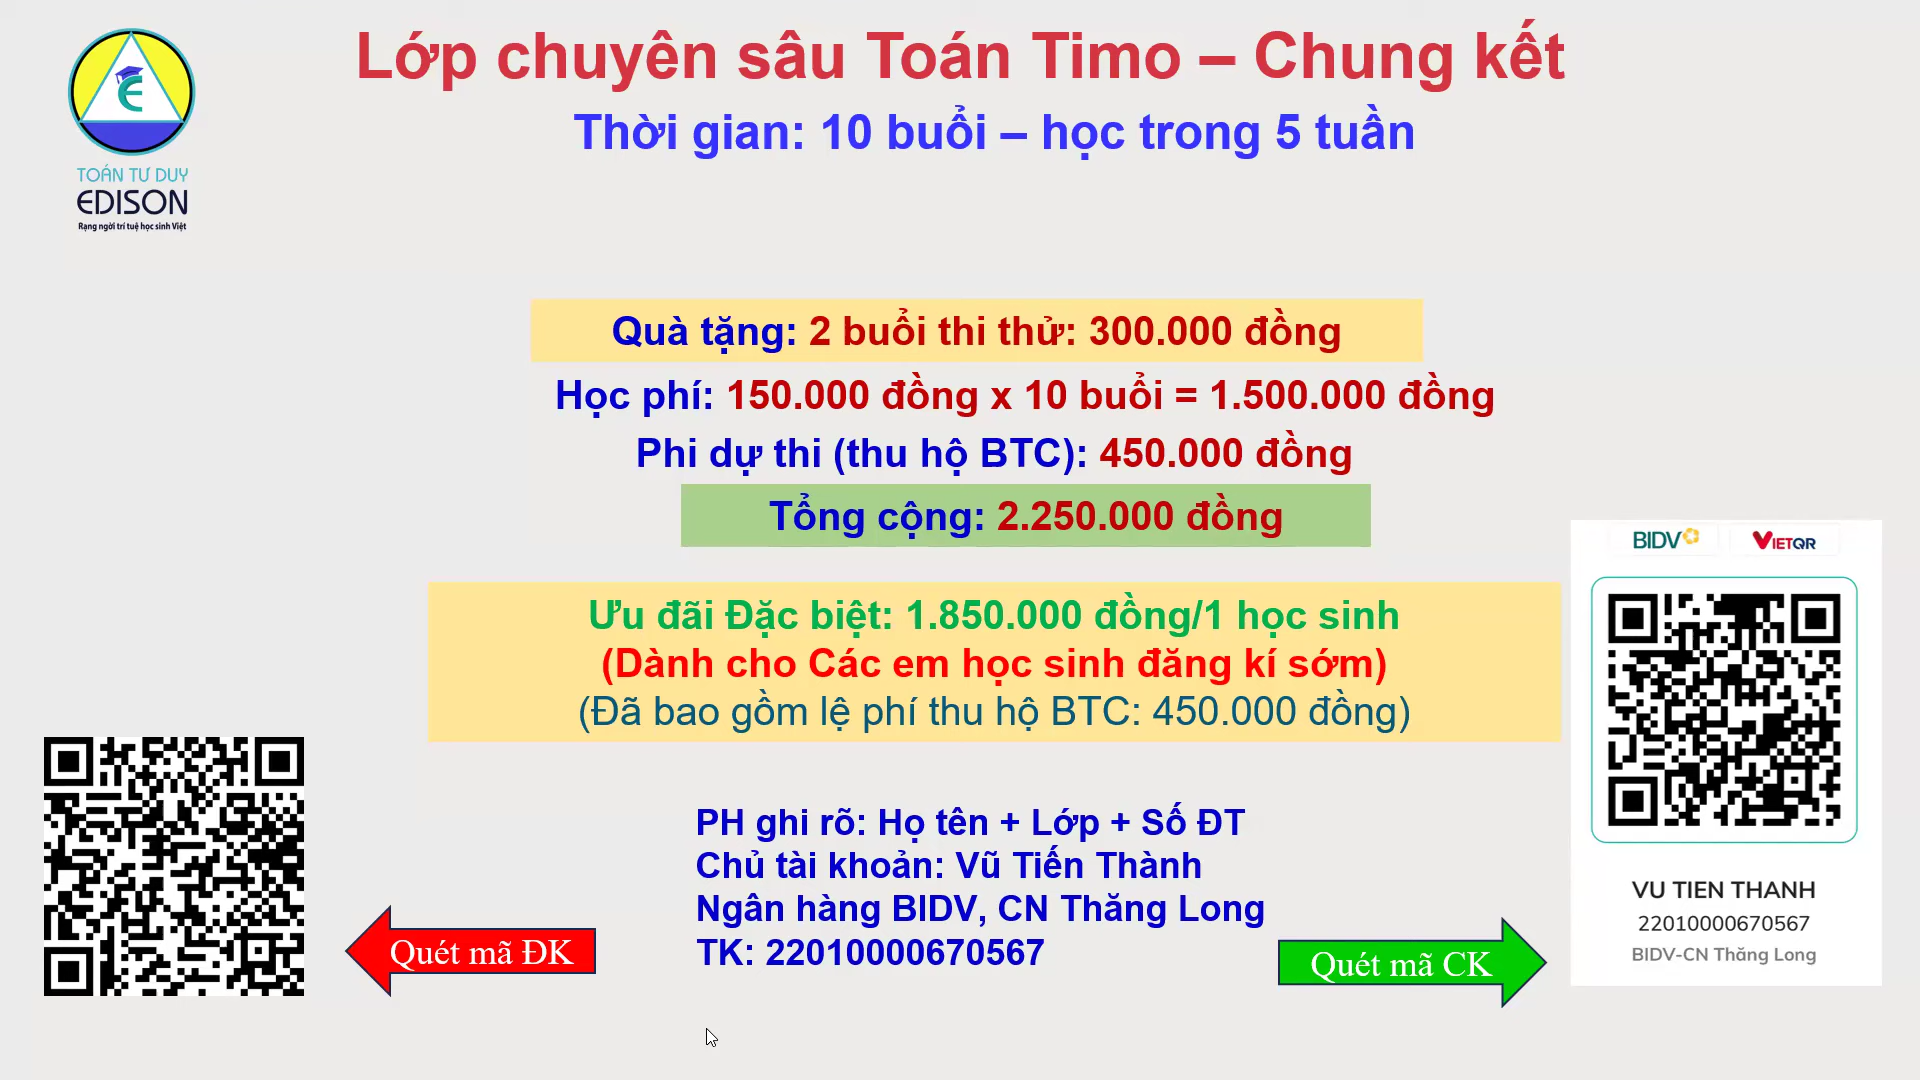 Lớp chuyên sâu Toán Timo – Chung kết
Thời gian: 10 buổi – học trong 5 tuần
TOÁN TƯ DUY
EDISON
Rạng ngời trí tuệ học sinh Việt
Quà tặng: 2 buổi thi thử: 300.000 đồng
Học phí: 150.000 đồng x 10 buổi = 1.500.000 đồng
Phi dự thi (thu hộ BTC): 450.000 đồng
Tổng cộng: 2.250.000 đồng
Ưu đãi Đặc biệt: 1.850.000 đồng/1 học sinh
(Dành cho Các em học sinh đăng kí sớm)
(Đã bao gồm lệ phí thu hộ BTC: 450.000 đồng)
PH ghi rõ: Họ tên + Lớp + Số ĐT
Chủ tài khoản: Vũ Tiến Thành
Ngân hàng BIDV, CN Thăng Long
TK: 22010000670567
Quét mã ĐK
Quét mã CK
BIDV VIETQR
VU TIEN THANH
22010000670567
BIDV-CN Thăng Long